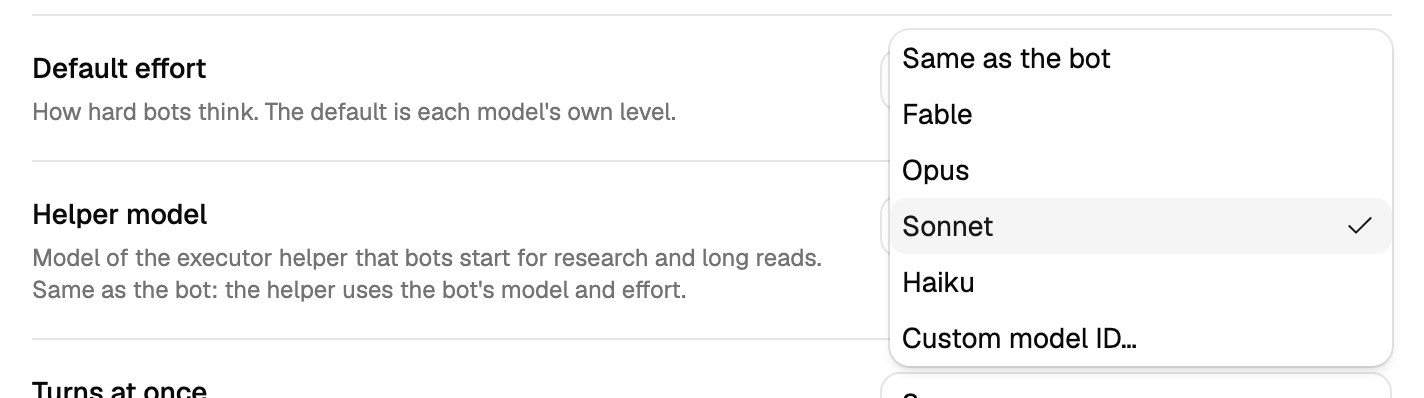 Default effort
How hard bots think. The default is each model's own level.
Helper model
Model of the executor helper that bots start for research and long reads.
Same as the bot: the helper uses the bot's model and effort.
Turns at once
Same as the bot
Fable
Opus
Sonnet
Haiku
Custom model ID...